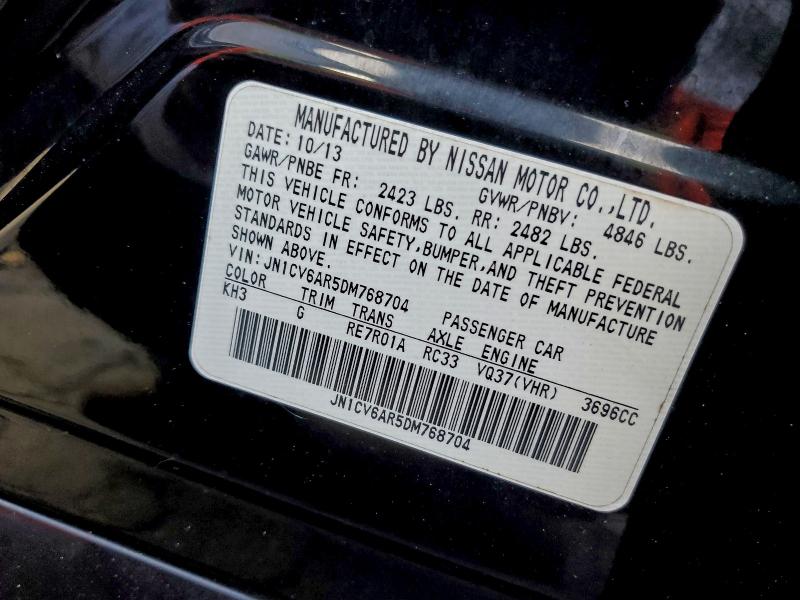 MANUFACTURED BY NISSAN MOTOR CO.,LTD.
DATE: 10/13 GVWR/PNBV: 4846 LBS.
GAWR/PNBE FR: 2423 LBS. RR: 2482 LBS.
THIS VEHICLE CONFORMS TO ALL APPLICABLE FEDERAL
MOTOR VEHICLE SAFETY,BUMPER,AND THEFT PREVENTION
STANDARDS IN EFFECT ON THE DATE OF MANUFACTURE
SHOWN ABOVE.
VIN: JN1CV6AR5DM768704 PASSENGER CAR
COLOR TRIM TRANS AXLE ENGINE
KH3 G RE7R01A RC33 VQ37(VHR) 3696CC
JN1CV6AR5DM768704